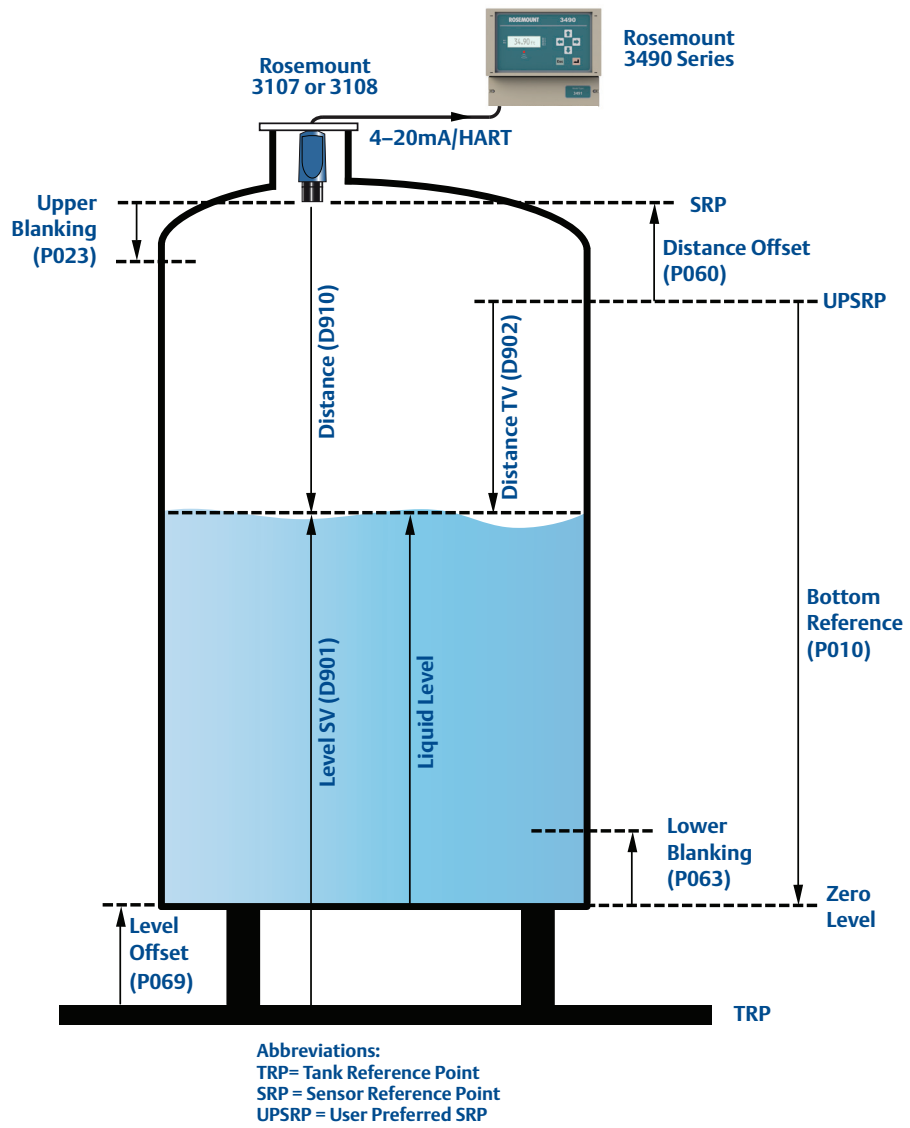 ROSEMOUNT 3490
Rosemount
3490 Series
Rosemount
3107 or 3108
4–20mA/HART
Upper
Blanking
(P023)
SRP
Distance Offset
(P060)
UPSRP
Distance (D910)
Distance TV (D902)
Bottom
Reference
(P010)
Level SV (D901)
Liquid Level
Lower
Blanking
(P063)
Zero
Level
Level
Offset
(P069)
TRP
Abbreviations:
TRP= Tank Reference Point
SRP = Sensor Reference Point
UPSRP = User Preferred SRP